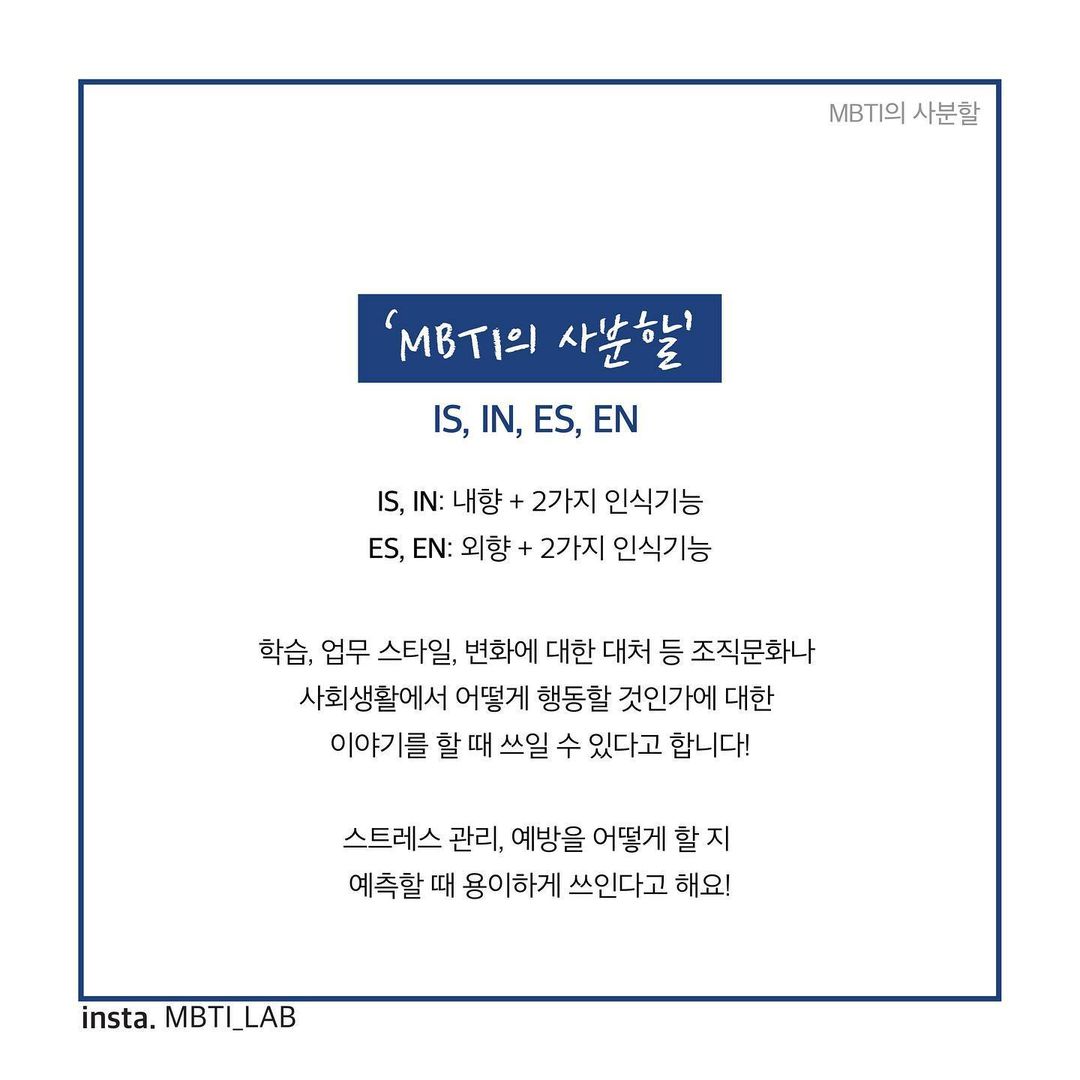 MBTI의 사분할
'MBTI의 사분할'
IS, IN, ES, EN
IS, IN: 내향 + 2가지 인식기능
ES, EN: 외향 + 2가지 인식기능
학습, 업무 스타일, 변화에 대한 대처 등 조직문화나
사회생활에서 어떻게 행동할 것인가에 대한
이야기를 할 때 쓰일 수 있다고 합니다!
스트레스 관리, 예방을 어떻게 할 지
예측할 때 용이하게 쓰인다고 해요!
insta. MBTI_LAB